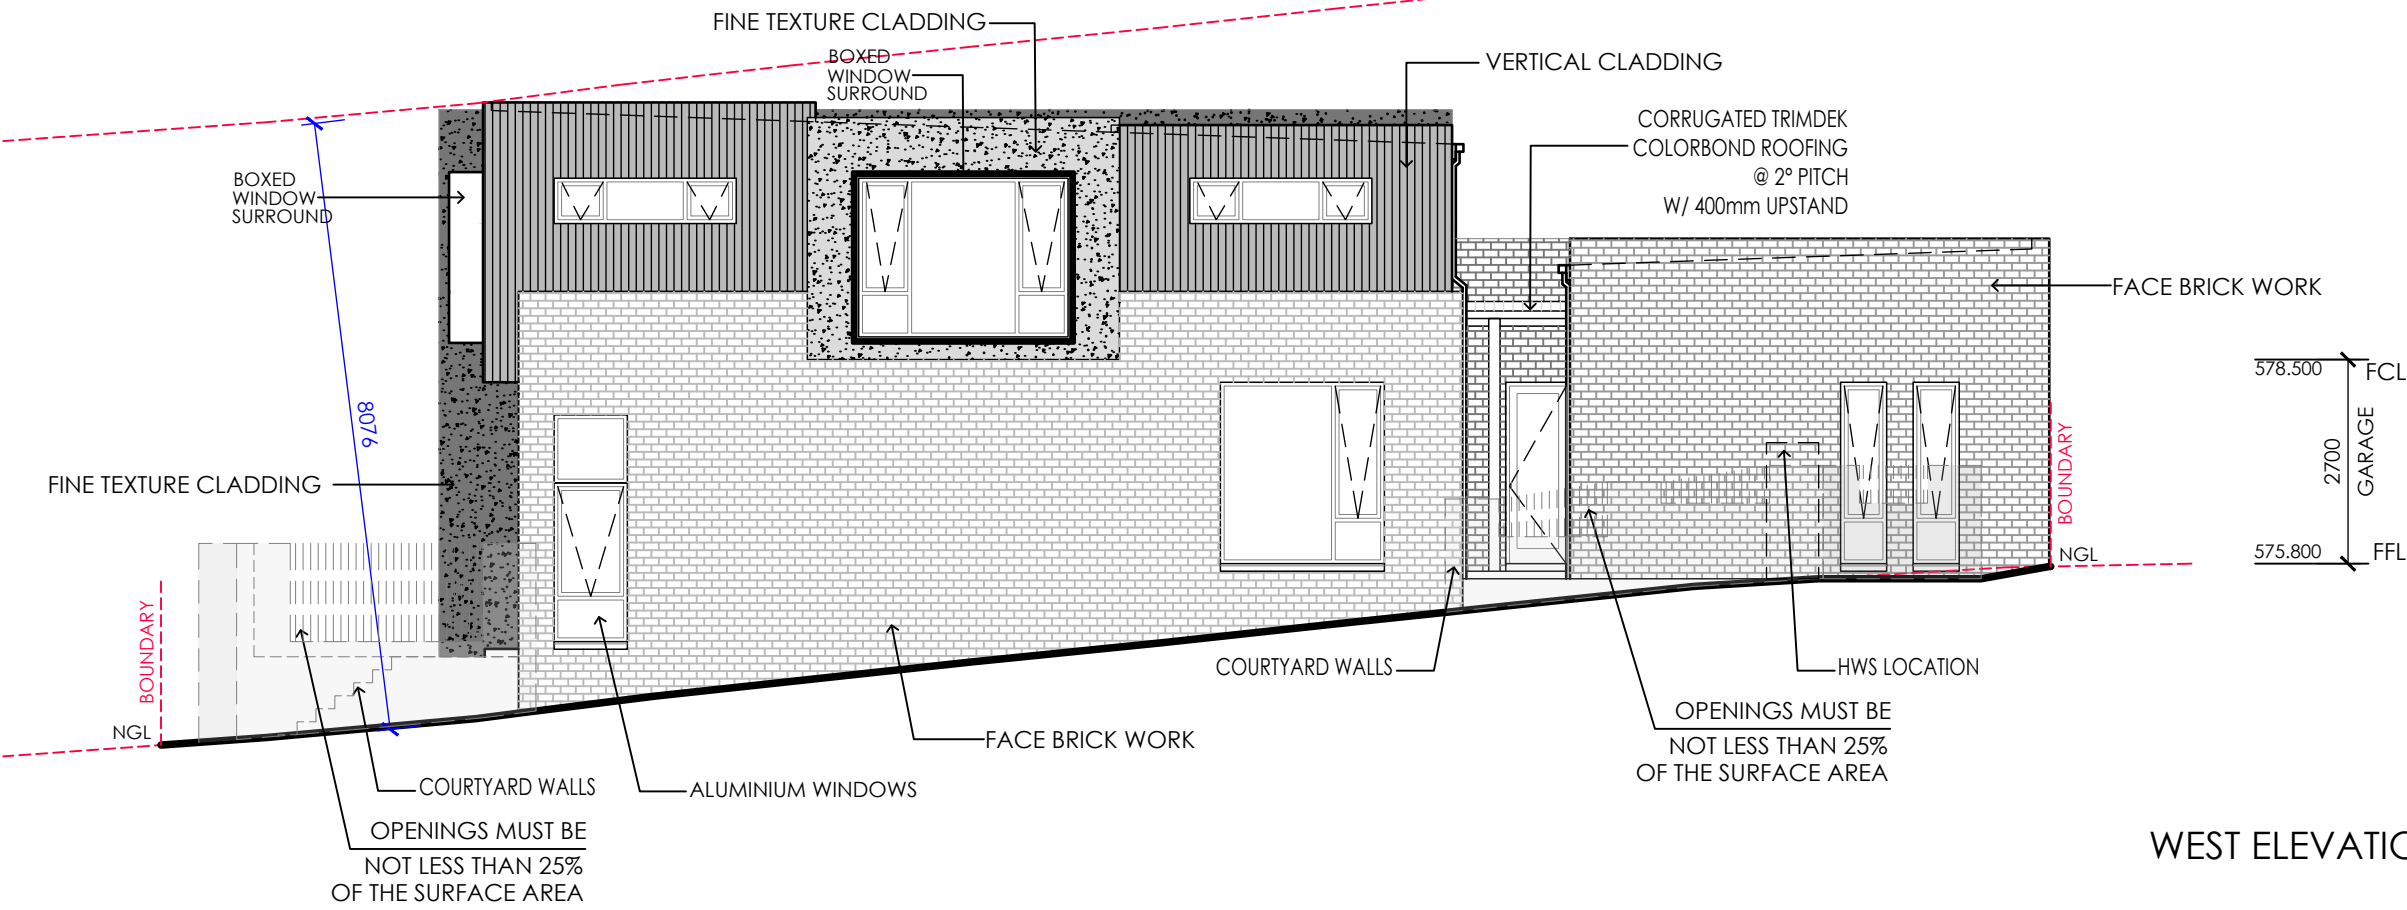 FINE TEXTURE CLADDING
BOXED
WINDOW
SURROUND
VERTICAL CLADDING
CORRUGATED TRIMDEK
COLORBOND ROOFING
@ 2° PITCH
W/ 400mm UPSTAND
BOXED
WINDOW
SURROUND
FACE BRICK WORK
578.500 FCL
8076
2700
GARAGE
BOUNDARY
FINE TEXTURE CLADDING
NGL
575.800 FFL
BOUNDARY
COURTYARD WALLS
HWS LOCATION
OPENINGS MUST BE
NOT LESS THAN 25%
OF THE SURFACE AREA
NGL
FACE BRICK WORK
COURTYARD WALLS
ALUMINIUM WINDOWS
OPENINGS MUST BE
NOT LESS THAN 25%
OF THE SURFACE AREA
WEST ELEVATIO